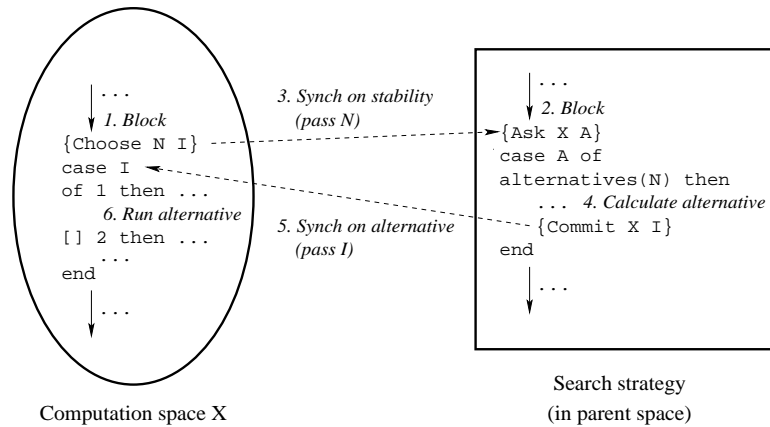 ...
1. Block
{Choose N I}
case I
of 1 then ...
6. Run alternative
[] 2 then ...
...
end
...
Computation space X
3. Synch on stability
(pass N)
5. Synch on alternative
(pass I)
...
2. Block
{Ask X A}
case A of
alternatives(N) then
... 4. Calculate alternative
{Commit X I}
end
...
Search strategy
(in parent space)